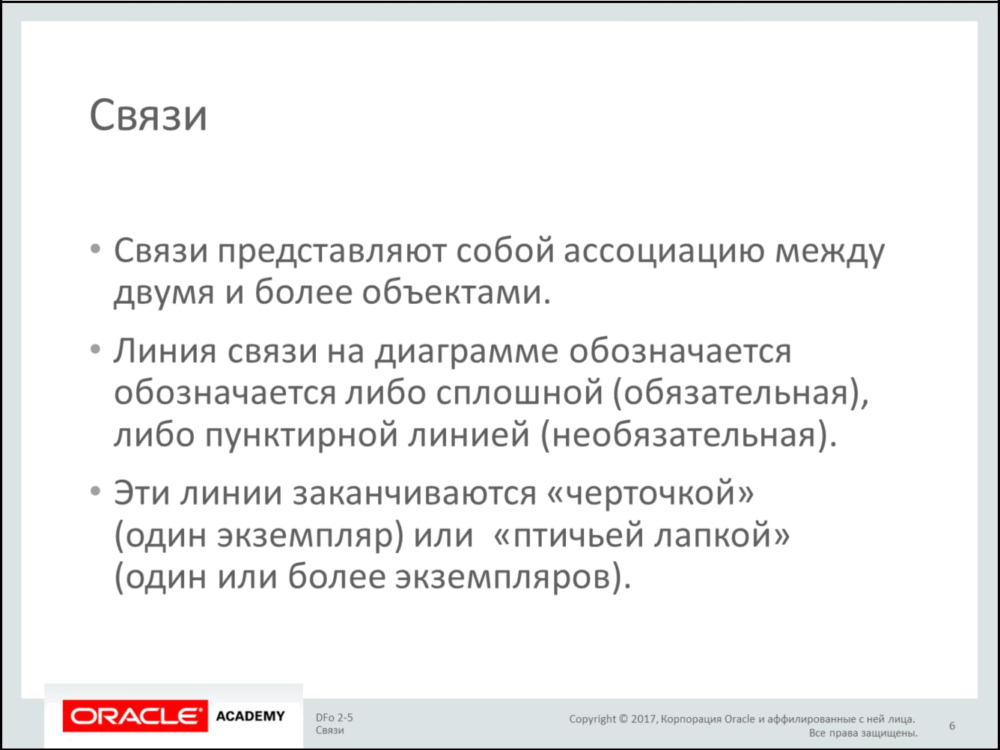 Связи
• Связи представляют собой ассоциацию между
двумя и более объектами.
• Линия связи на диаграмме обозначается
обозначается либо сплошной (обязательная),
либо пунктирной линией (необязательная).
• Эти линии заканчиваются «черточкой»
(один экземпляр) или «птичьей лапкой»
(один или более экземпляров).
ORACLE® ACADEMY
DFo 2-5
Связи
Copyright © 2017, Корпорация Oracle и аффилированные с ней лица.
Все права защищены.
6